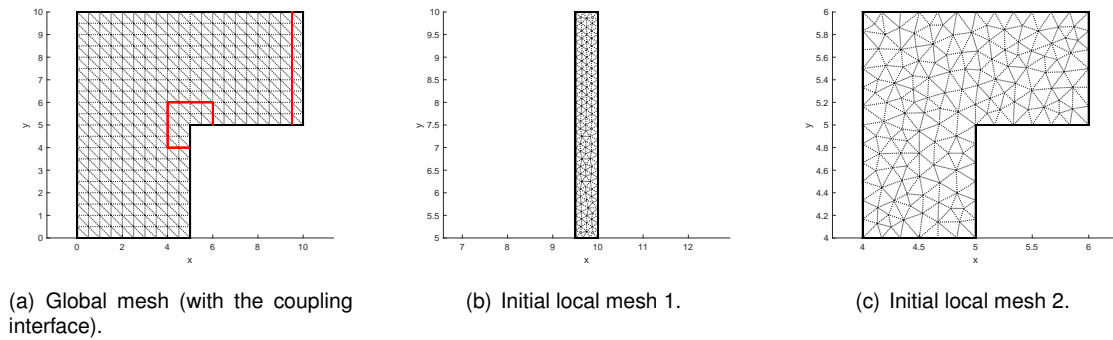 10
9
8
7
6
5
4
3
2
1
0
y
0 2 4 6 8 10
x
10
9.5
9
8.5
8
7.5
7
6.5
6
5.5
5
y
7 8 9 10 11 12
x
6
5.8
5.6
5.4
5.2
5
4.8
4.6
4.4
4.2
4
y
4 4.5 5 5.5 6
x
(a) Global mesh (with the coupling
interface).
(b) Initial local mesh 1.
(c) Initial local mesh 2.